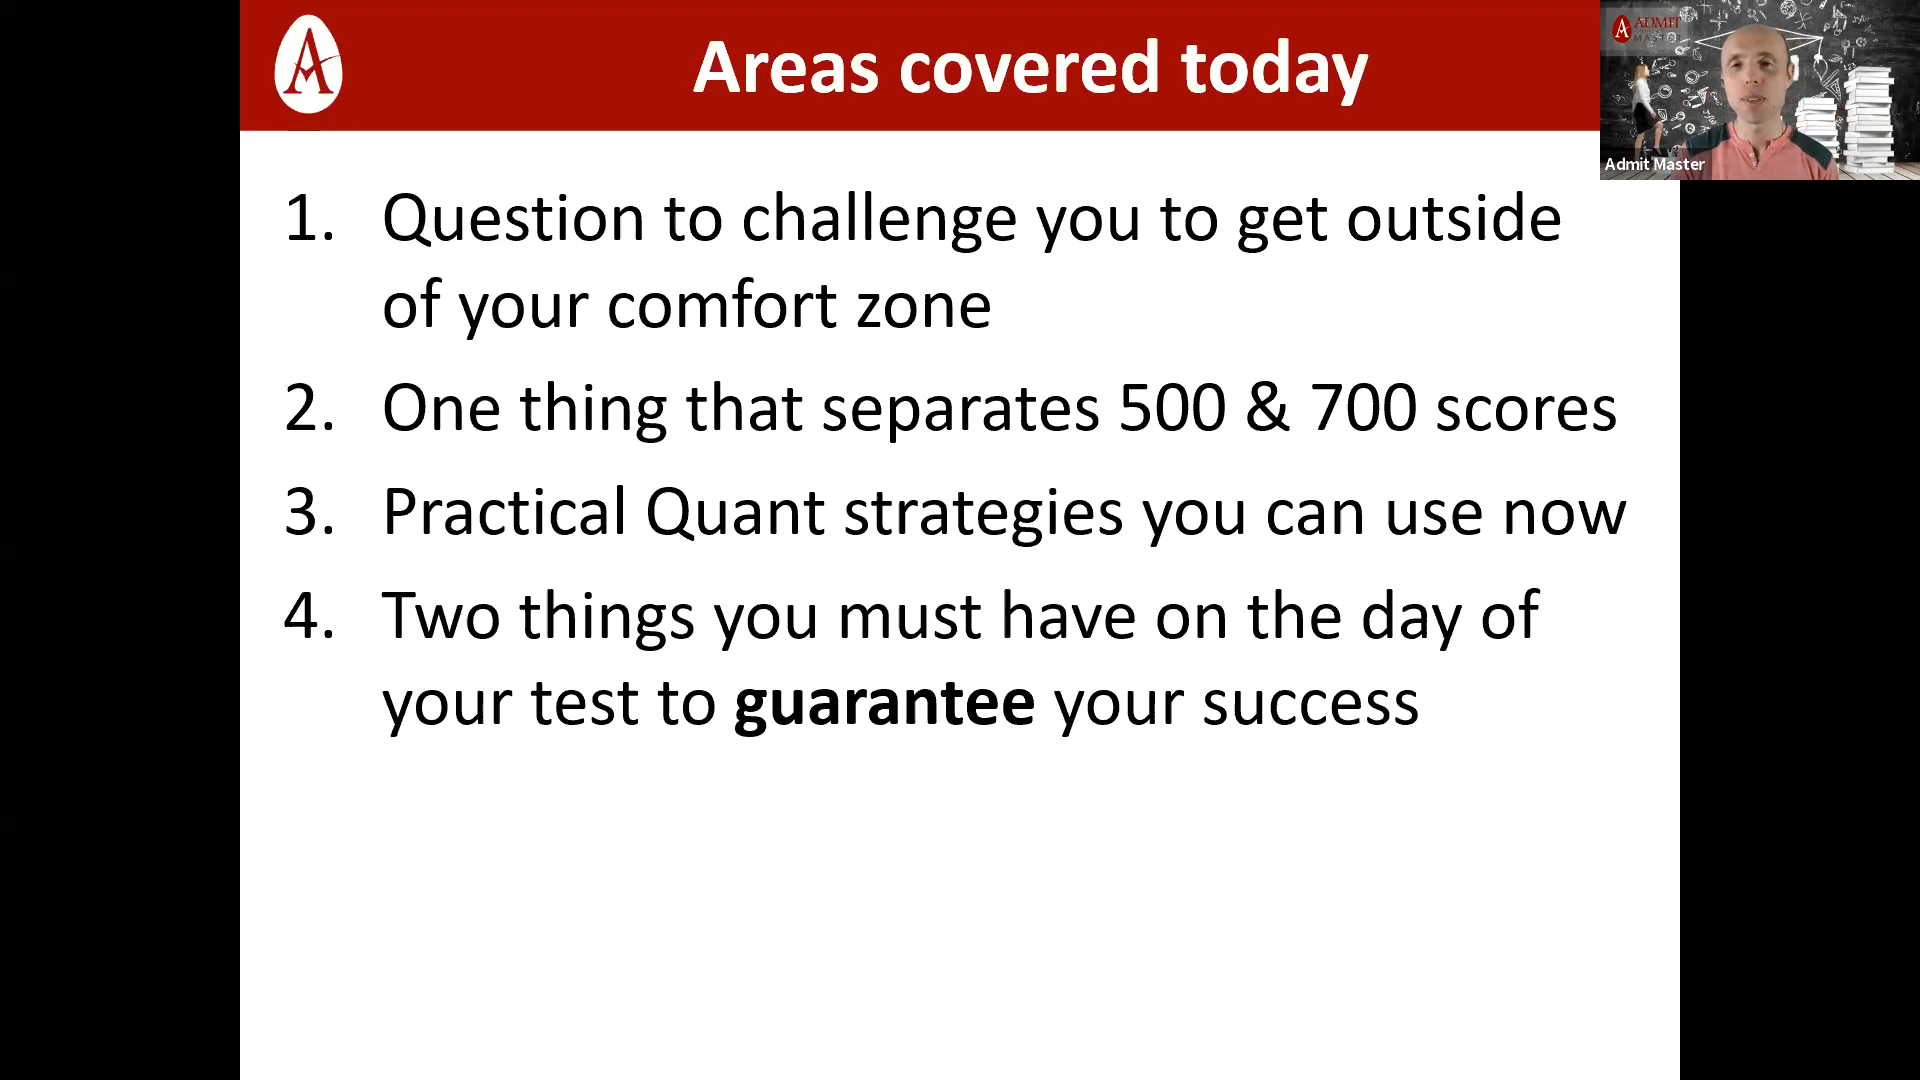 Areas covered today
ADMIT
MASTER
Admit Master
1. Question to challenge you to get outside
of your comfort zone
2. One thing that separates 500 & 700 scores
3. Practical Quant strategies you can use now
4. Two things you must have on the day of
your test to guarantee your success